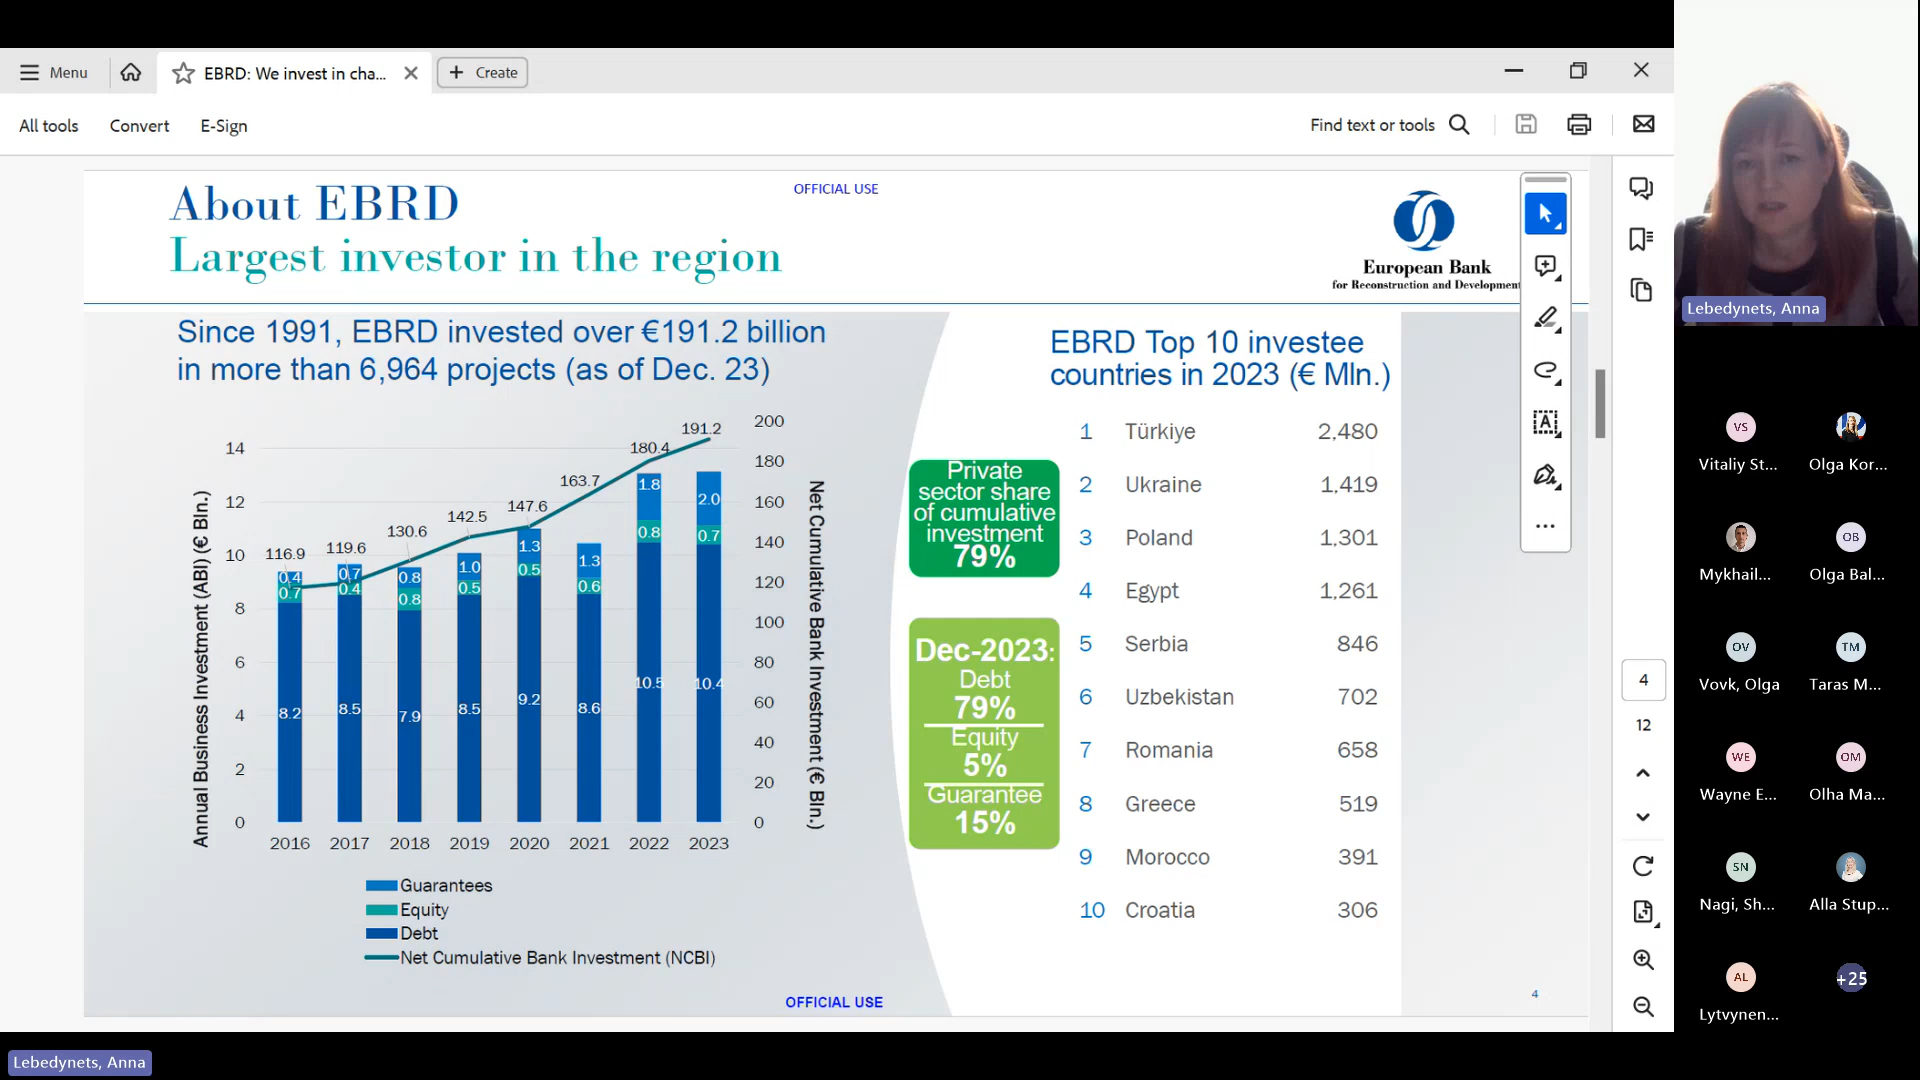 Menu
EBRD: We invest in cha...
Create
All tools
Convert
E-Sign
Find text or tools
OFFICIAL USE
About EBRD
Largest investor in the region
European Bank
for Reconstruction and Development
Since 1991, EBRD invested over €191.2 billion
in more than 6,964 projects (as of Dec. 23)
Annual Business Investment (ABI) (€ Bln.)
14
12
10
8
6
4
2
0
116.9
119.6
130.6
142.5
147.6
163.7
180.4
191.2
0.4
0.7
0.8
1.0
1.3
1.3
1.8
2.0
0.7
0.4
0.8
0.5
0.5
0.6
0.8
0.7
8.2
8.5
7.9
8.5
9.2
8.6
10.5
10.4
2016
2017
2018
2019
2020
2021
2022
2023
200
180
160
140
120
100
80
60
40
20
0
Net Cumulative Bank Investment (€ Bln.)
Guarantees
Equity
Debt
Net Cumulative Bank Investment (NCBI)
Private
sector share
of cumulative
investment
79%
Dec-2023:
Debt
79%
Equity
5%
Guarantee
15%
EBRD Top 10 investee
countries in 2023 (€ Mln.)
1 Türkiye 2,480
2 Ukraine 1,419
3 Poland 1,301
4 Egypt 1,261
5 Serbia 846
6 Uzbekistan 702
7 Romania 658
8 Greece 519
9 Morocco 391
10 Croatia 306
OFFICIAL USE
4
4
12
Lebedynets, Anna
VS
Vitaliy St...
Olga Kor...
Mykhail...
OB
Olga Bal...
OV
Vovk, Olga
TM
Taras M...
WE
Wayne E...
OM
Olha Ma...
SN
Nagi, Sh...
Alla Stup...
AL
Lytvynen...
+25
Lebedynets, Anna